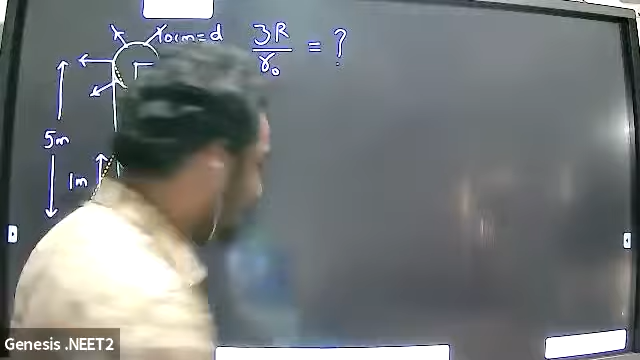 10cm = d
3R/r₀ = ?
5m
1m
Genesis .NEET2